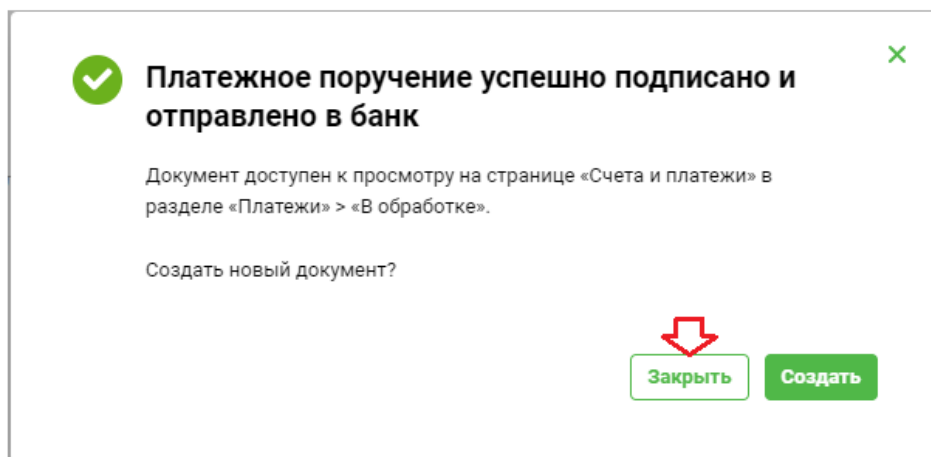 Платежное поручение успешно подписано и
отправлено в банк
Документ доступен к просмотру на странице «Счета и платежи» в
разделе «Платежи» > «В обработке».
Создать новый документ?
Закрыть
Создать